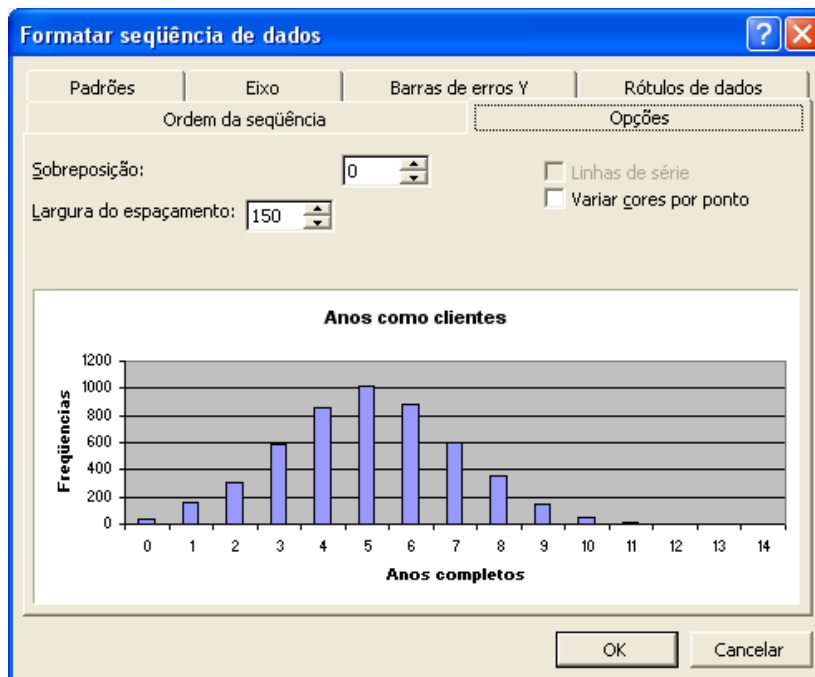 Formatar seqüência de dados
Padrões Eixo Barras de erros Y Rótulos de dados
Ordem da seqüência Opções
Sobreposição: 0 Linhas de série
Largura do espaçamento: 150 Variar cores por ponto
Anos como clientes
1200
1000
800
600
400
200
0
Freqüencias
0 1 2 3 4 5 6 7 8 9 10 11 12 13 14
Anos completos
OK Cancelar